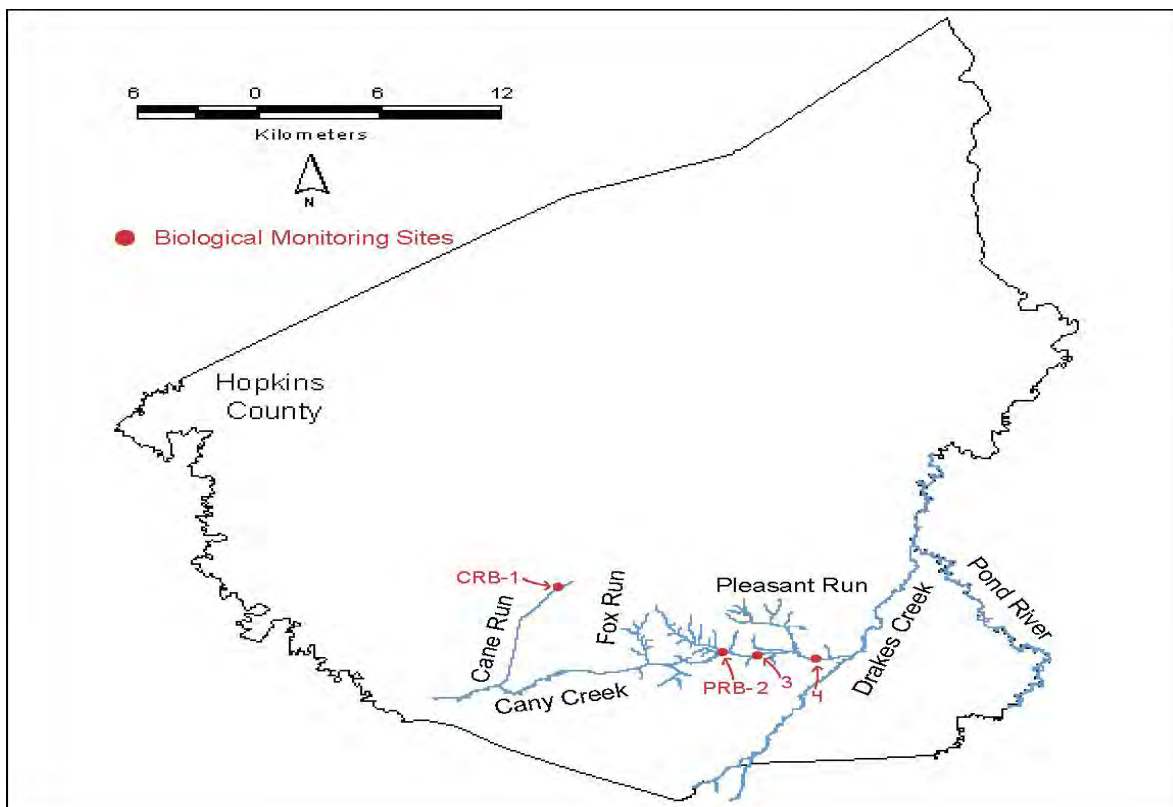 6 0 6 12
Kilometers
N
Biological Monitoring Sites
Hopkins
County
CRB-1
Cane Run
Fox Run
Pleasant Run
Pond River
Drakes Creek
PRB-2
3
4
Cany Creek